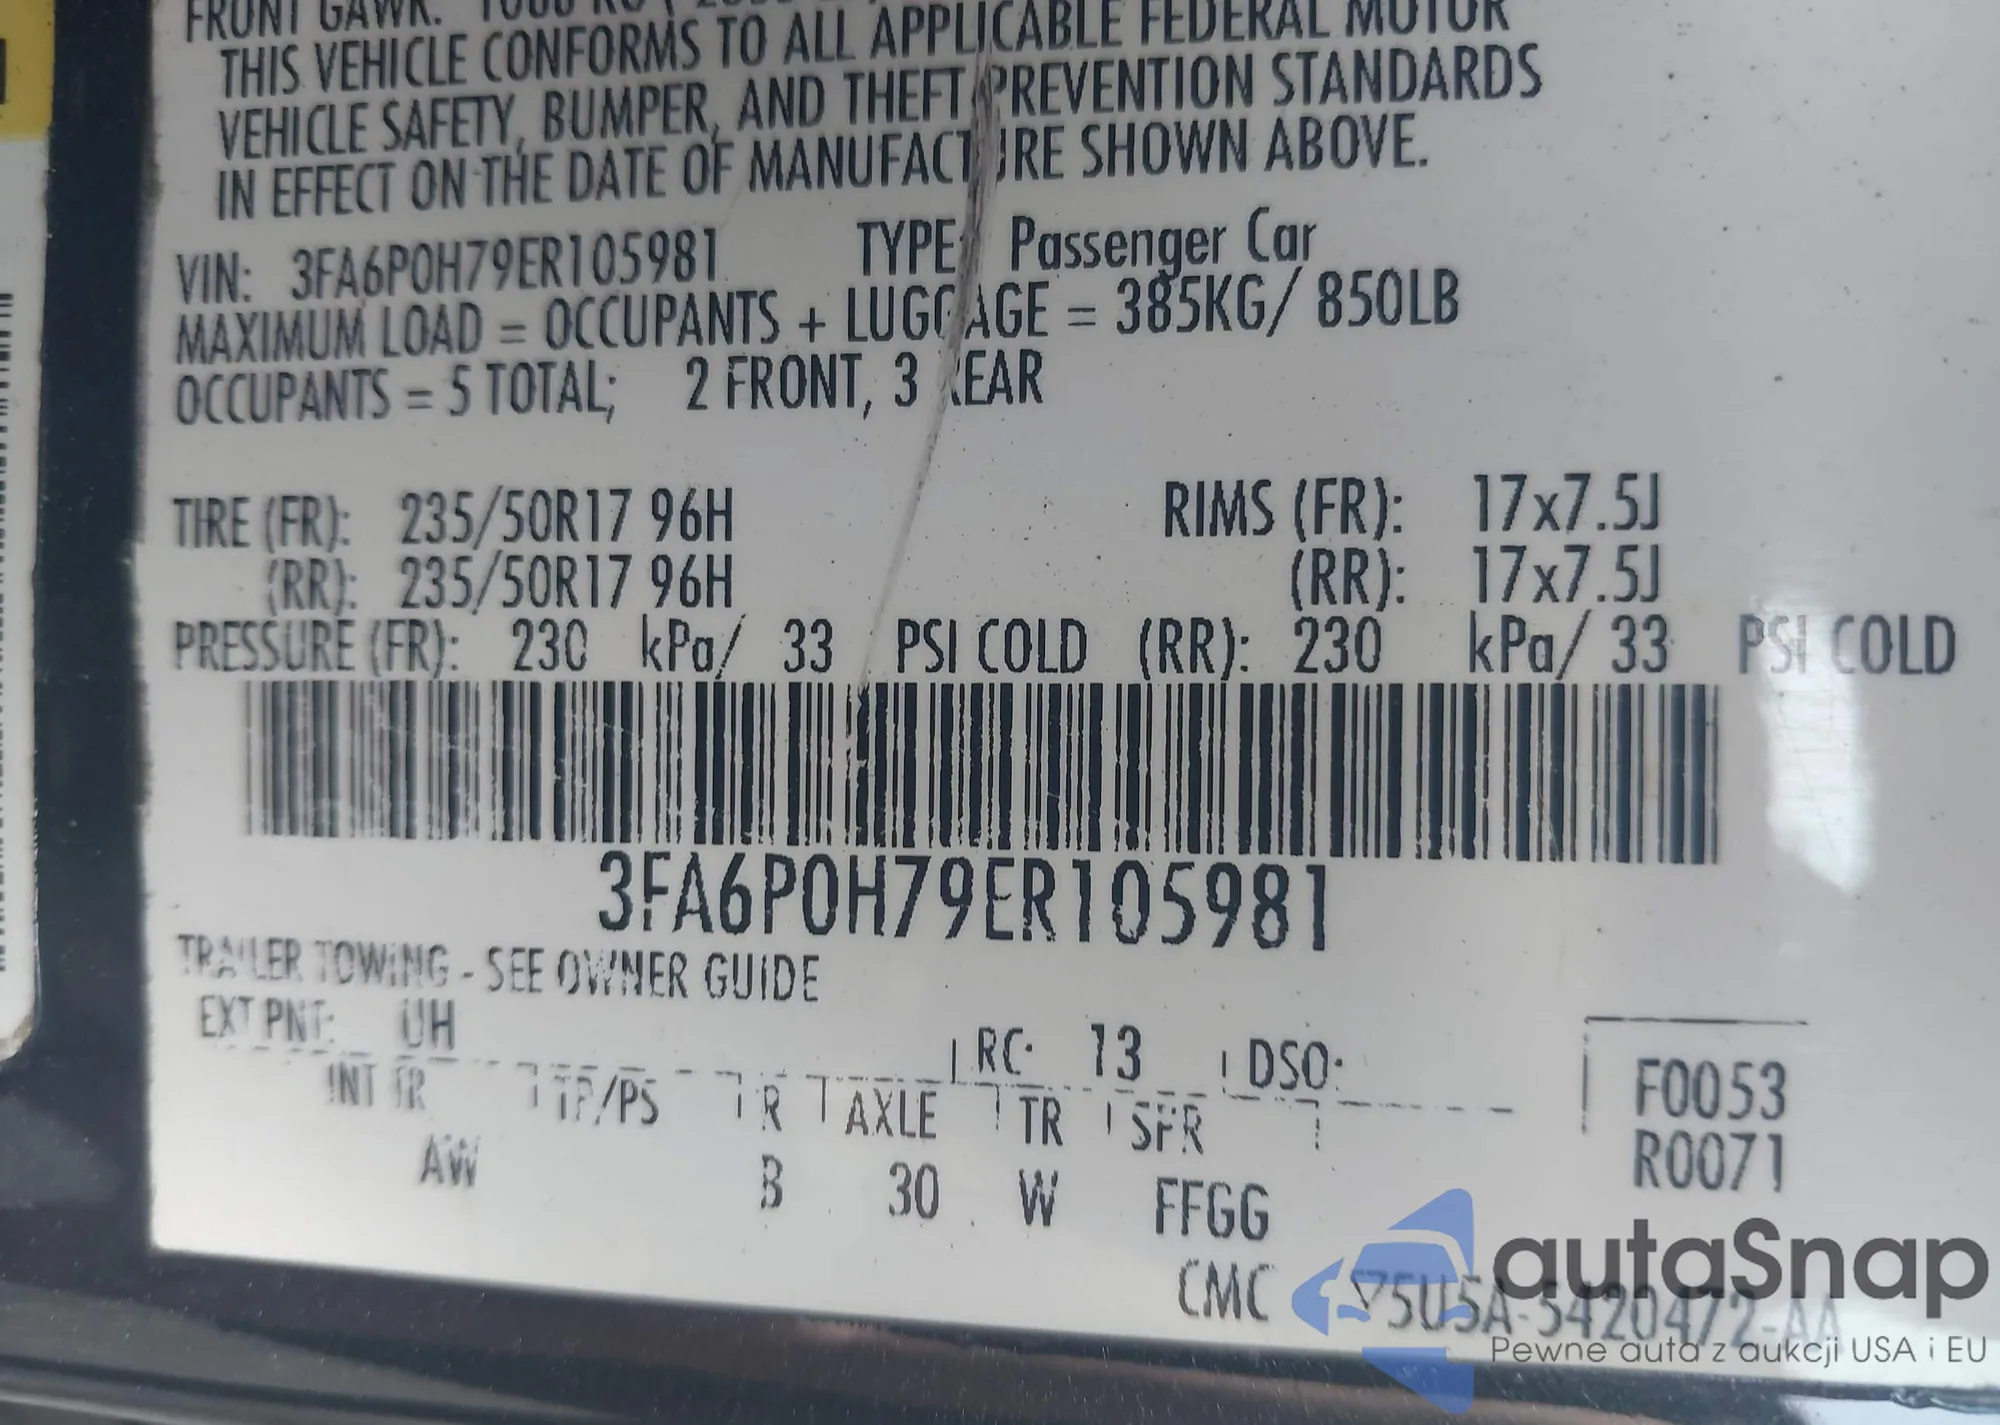 FRONT GAWR:
THIS VEHICLE CONFORMS TO ALL APPLICABLE FEDERAL MOTOR
VEHICLE SAFETY, BUMPER, AND THEFT PREVENTION STANDARDS
IN EFFECT ON THE DATE OF MANUFACTURE SHOWN ABOVE.
VIN: 3FA6P0H79ER105981 TYPE: Passenger Car
MAXIMUM LOAD = OCCUPANTS + LUGGAGE = 385KG/ 850LB
OCCUPANTS = 5 TOTAL; 2 FRONT, 3 REAR
TIRE (FR): 235/50R17 96H RIMS (FR): 17x7.5J
(RR): 235/50R17 96H (RR): 17x7.5J
PRESSURE (FR): 230 kPa/ 33 PSI COLD (RR): 230 kPa/ 33 PSI COLD
3FA6P0H79ER105981
TRAILER TOWING - SEE OWNER GUIDE
EXT PNT: UH RC: 13 DSO:
INT TR TP/PS R AXLE TR SPR
AW B 30 W FFGG
F0053
R0071
CMC
autaSnap
Pewne auta z aukcji USA i EU